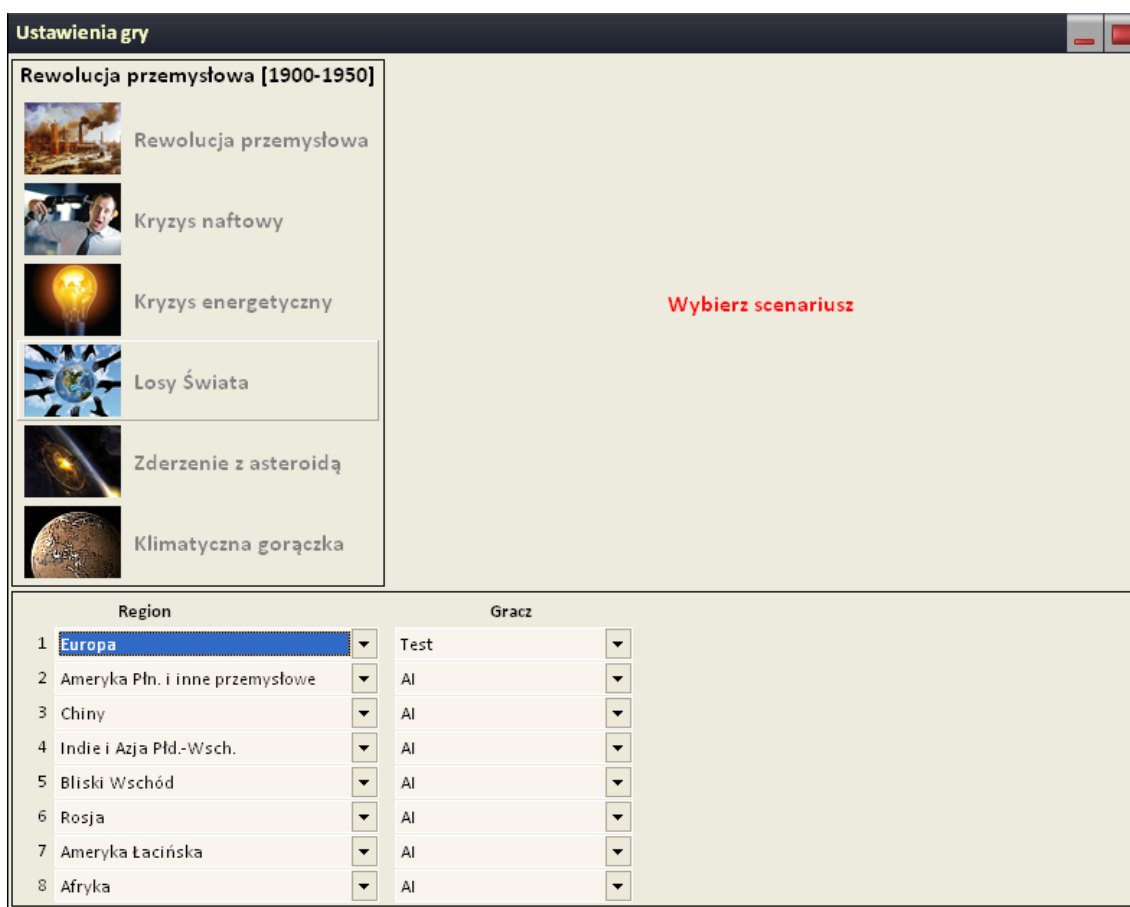 Ustawienia gry
Rewolucja przemysłowa [1900-1950]
Rewolucja przemysłowa
Kryzys naftowy
Kryzys energetyczny
Losy Świata
Zderzenie z asteroidą
Klimatyczna gorączka
Wybierz scenariusz
Region Gracz
1 Europa Test
2 Ameryka Płn. i inne przemysłowe AI
3 Chiny AI
4 Indie i Azja Płd.-Wsch. AI
5 Bliski Wschód AI
6 Rosja AI
7 Ameryka Łacińska AI
8 Afryka AI